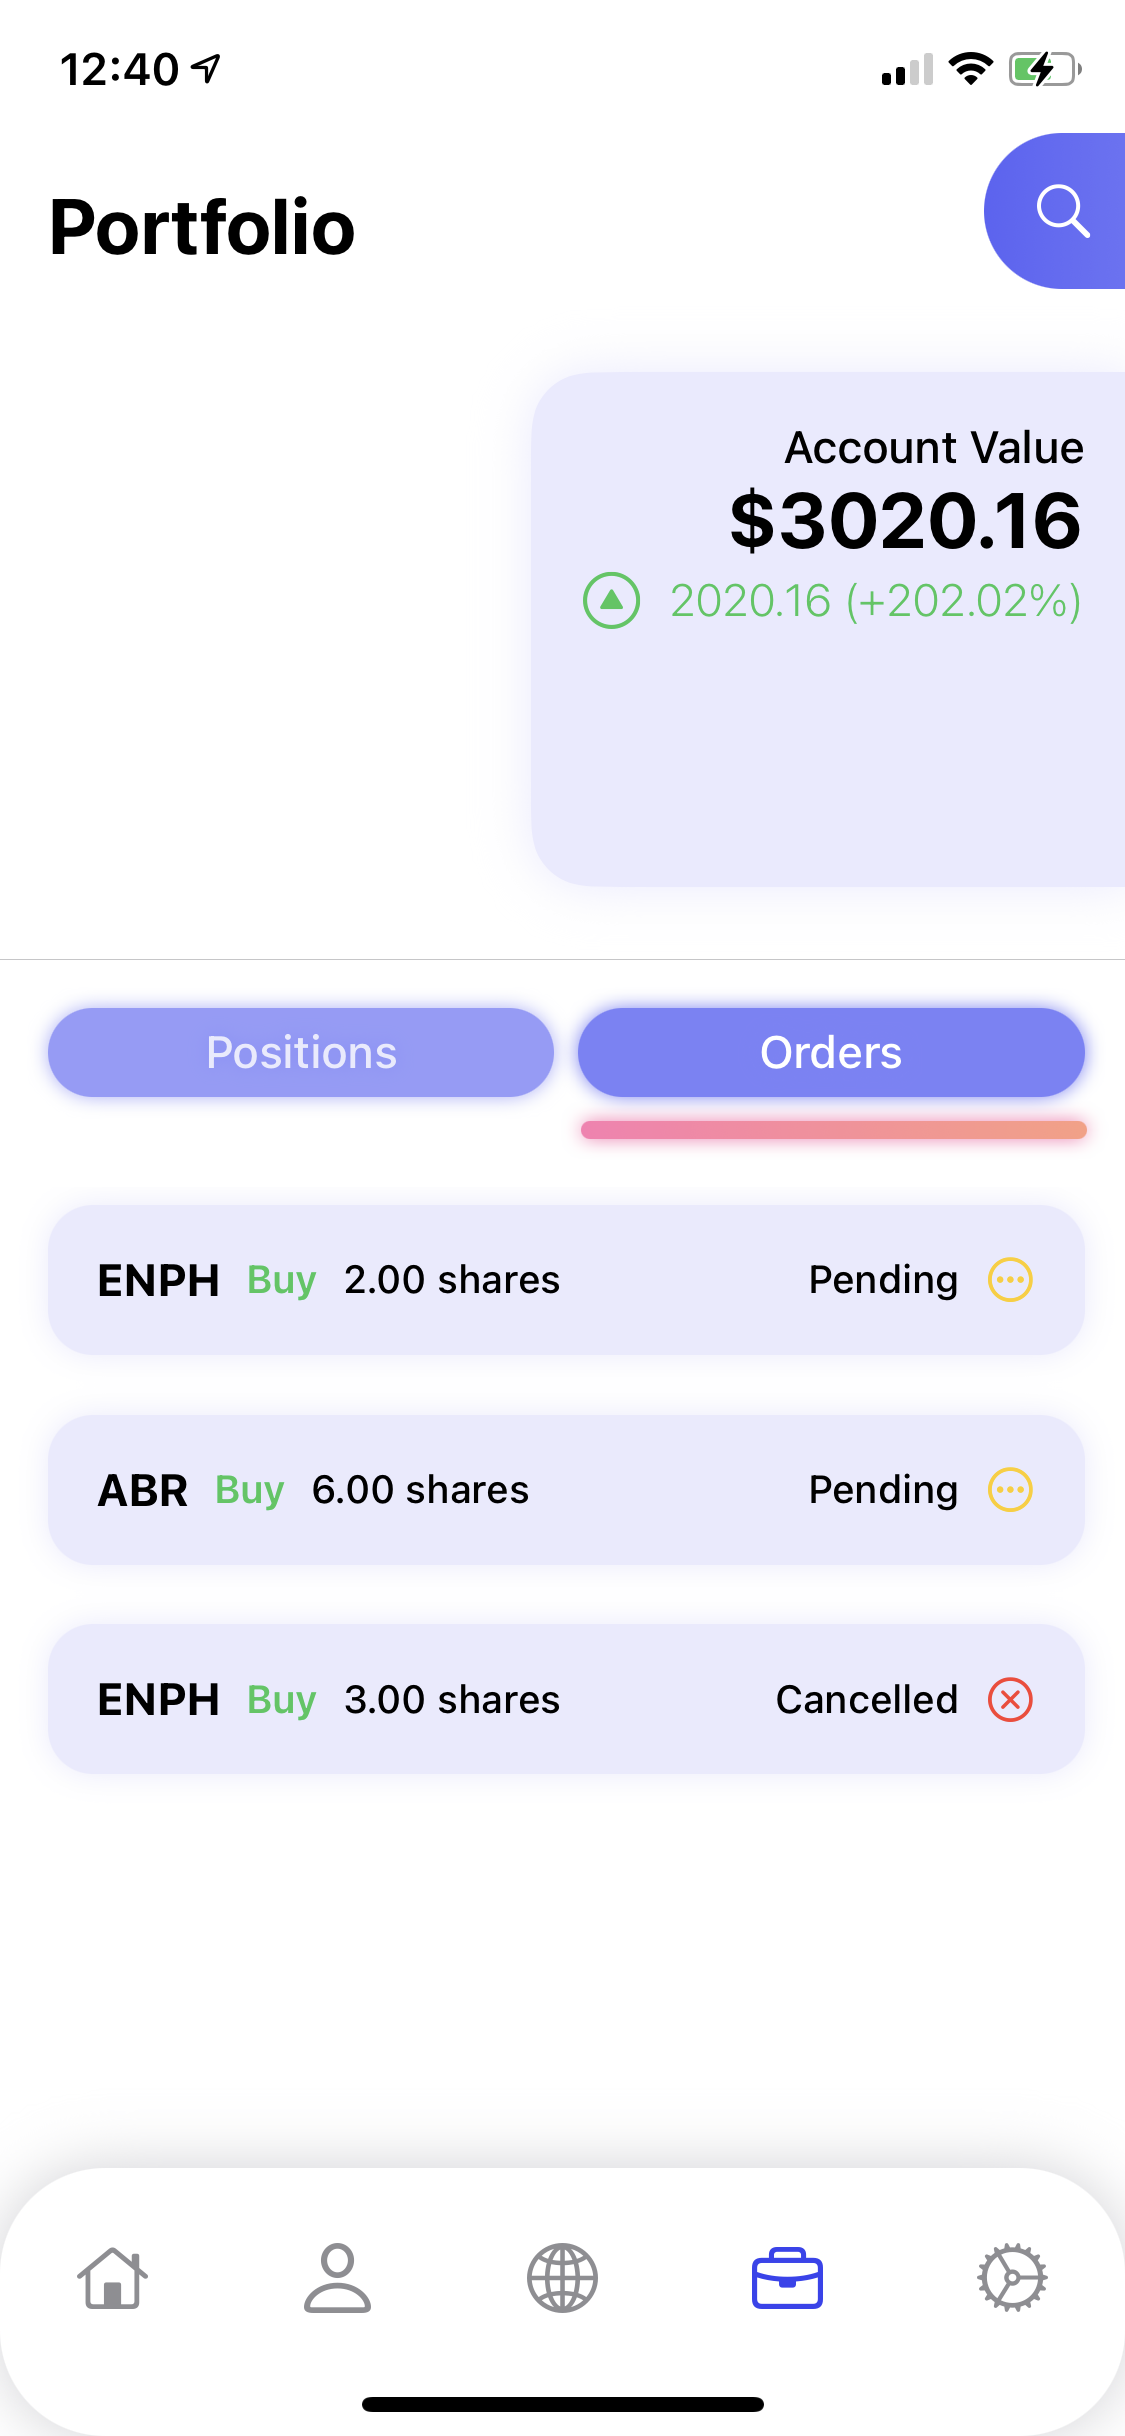 12:40
Portfolio
Account Value
$3020.16
2020.16 (+202.02%)
Positions Orders
ENPH Buy 2.00 shares Pending
ABR Buy 6.00 shares Pending
ENPH Buy 3.00 shares Cancelled